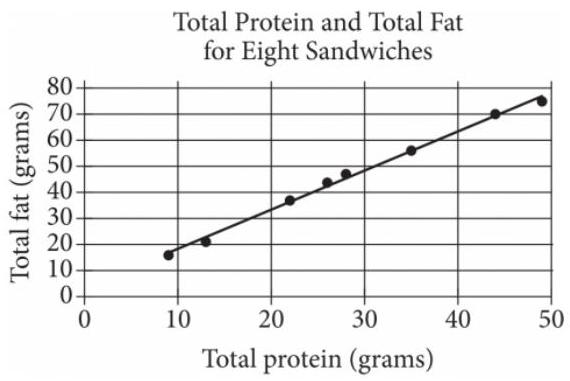 Total Protein and Total Fat
for Eight Sandwiches
Total fat (grams)
80
70
60
50
40
30
20
10
0
0 10 20 30 40 50
Total protein (grams)